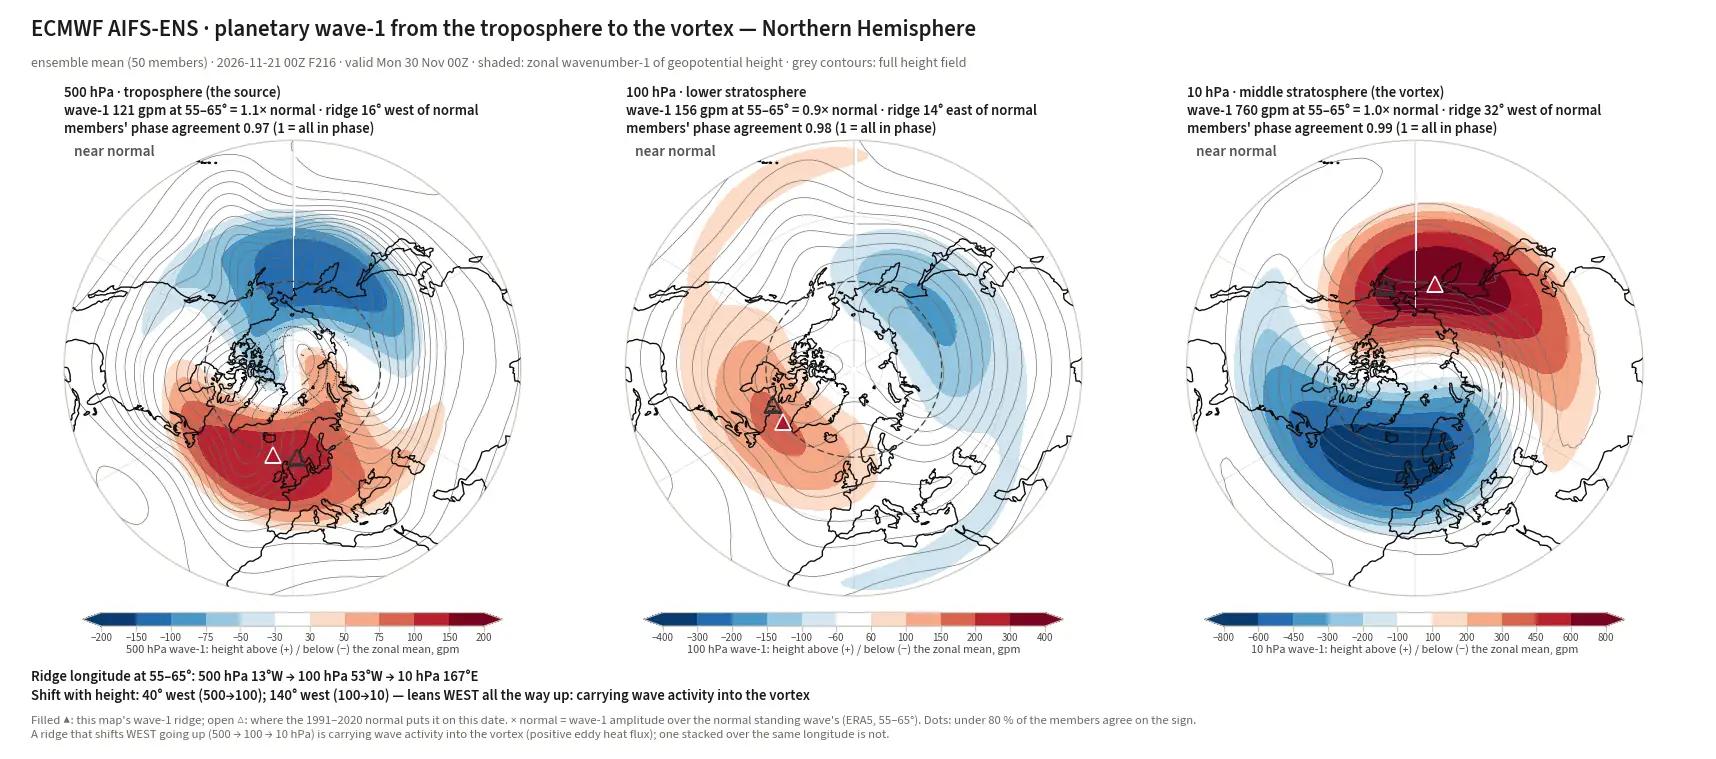 ECMWF AIFS-ENS · planetary wave-1 from the troposphere to the vortex — Northern Hemisphere
ensemble mean (50 members) · 2026-11-21 00Z F216 · valid Mon 30 Nov 00Z · shaded: zonal wavenumber-1 of geopotential height · grey contours: full height field
500 hPa · troposphere (the source)
wave-1 121 gpm at 55–65° = 1.1× normal · ridge 16° west of normal
members' phase agreement 0.97 (1 = all in phase)
near normal
−200 −150 −100 −75 −50 −30 30 50 75 100 150 200
500 hPa wave-1: height above (+) / below (−) the zonal mean, gpm
100 hPa · lower stratosphere
wave-1 156 gpm at 55–65° = 0.9× normal · ridge 14° east of normal
members' phase agreement 0.98 (1 = all in phase)
near normal
−400 −300 −200 −150 −100 −60 60 100 150 200 300 400
100 hPa wave-1: height above (+) / below (−) the zonal mean, gpm
10 hPa · middle stratosphere (the vortex)
wave-1 760 gpm at 55–65° = 1.0× normal · ridge 32° west of normal
members' phase agreement 0.99 (1 = all in phase)
near normal
−800 −600 −450 −300 −200 −100 100 200 300 450 600 800
10 hPa wave-1: height above (+) / below (−) the zonal mean, gpm
Ridge longitude at 55–65°: 500 hPa 13°W → 100 hPa 53°W → 10 hPa 167°E
Shift with height: 40° west (500→100); 140° west (100→10) — leans WEST all the way up: carrying wave activity into the vortex
Filled ▲: this map's wave-1 ridge; open △: where the 1991–2020 normal puts it on this date. × normal = wave-1 amplitude over the normal standing wave's (ERA5, 55–65°). Dots: under 80 % of the members agree on the sign.
A ridge that shifts WEST going up (500 → 100 → 10 hPa) is carrying wave activity into the vortex (positive eddy heat flux); one stacked over the same longitude is not.